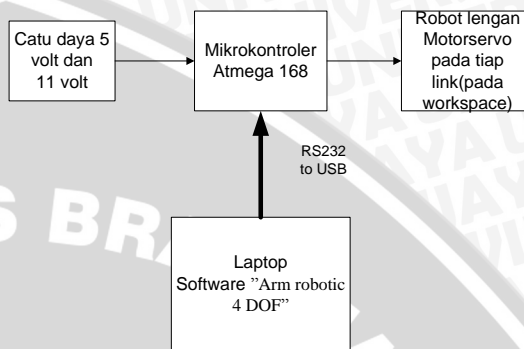 Catu daya 5
volt dan
11 volt
Mikrokontroler
Atmega 168
Robot lengan
Motorservo
pada tiap
link(pada
workspace)
RS232
to USB
Laptop
Software ”Arm robotic
4 DOF”
S BRA